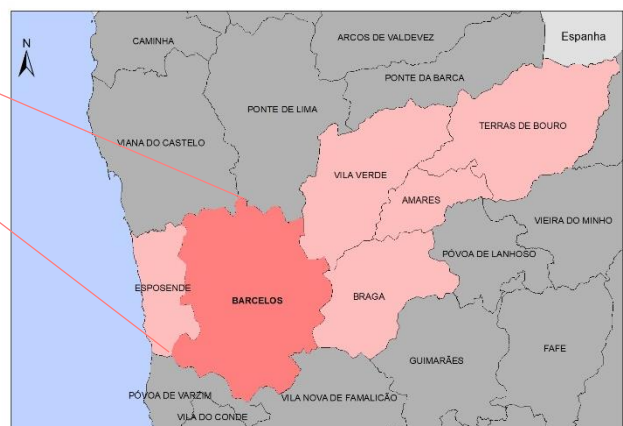 N
CAMINHA
ARCOS DE VALDEVEZ
Espanha
PONTE DA BARCA
PONTE DE LIMA
TERRAS DE BOURO
VIANA DO CASTELO
VILA VERDE
AMARES
VIEIRA DO MINHO
PÓVOA DE LANHOSO
ESPOSENDE
BARCELOS
BRAGA
GUIMARÃES
FAFE
PÓVOA DE VARZIM
VILA NOVA DE FAMALICÃO
VILA DO CONDE